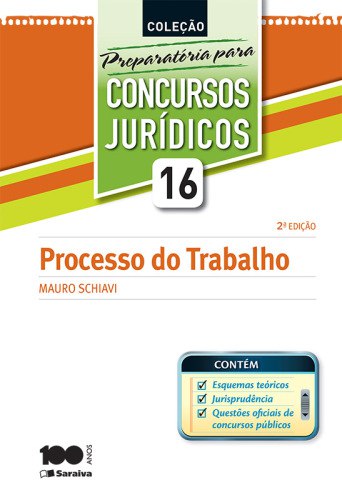 COLEÇÃO
Preparatória para
CONCURSOS
JURÍDICOS
16
2ª EDIÇÃO
Processo do Trabalho
MAURO SCHIAVI
CONTÉM
Esquemas teóricos
Jurisprudência
Questões oficiais de
concursos públicos
100 ANOS
Saraiva